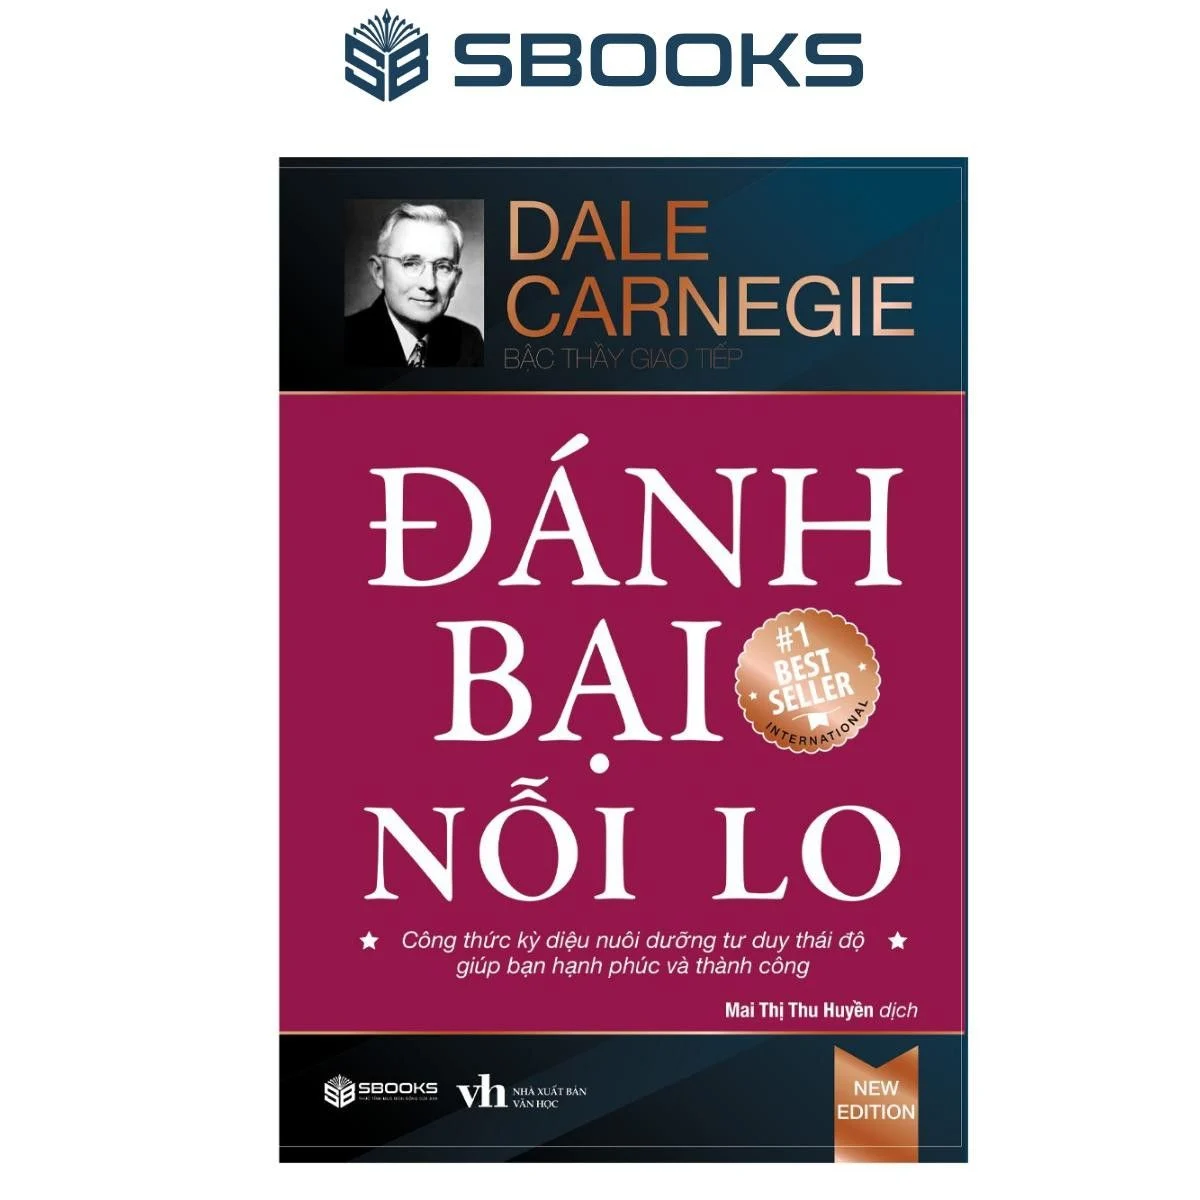 SBOOKS
DALE
CARNEGIE
BẬC THẦY GIAO TIẾP
ĐÁNH
BẠI
#1
BEST
SELLER
INTERNATIONAL
NỖI LO
Công thức kỳ diệu nuôi dưỡng tư duy thái độ
giúp bạn hạnh phúc và thành công
Mai Thị Thu Huyền dịch
SBOOKS
vh NHÀ XUẤT BẢN
VĂN HỌC
NEW
EDITION